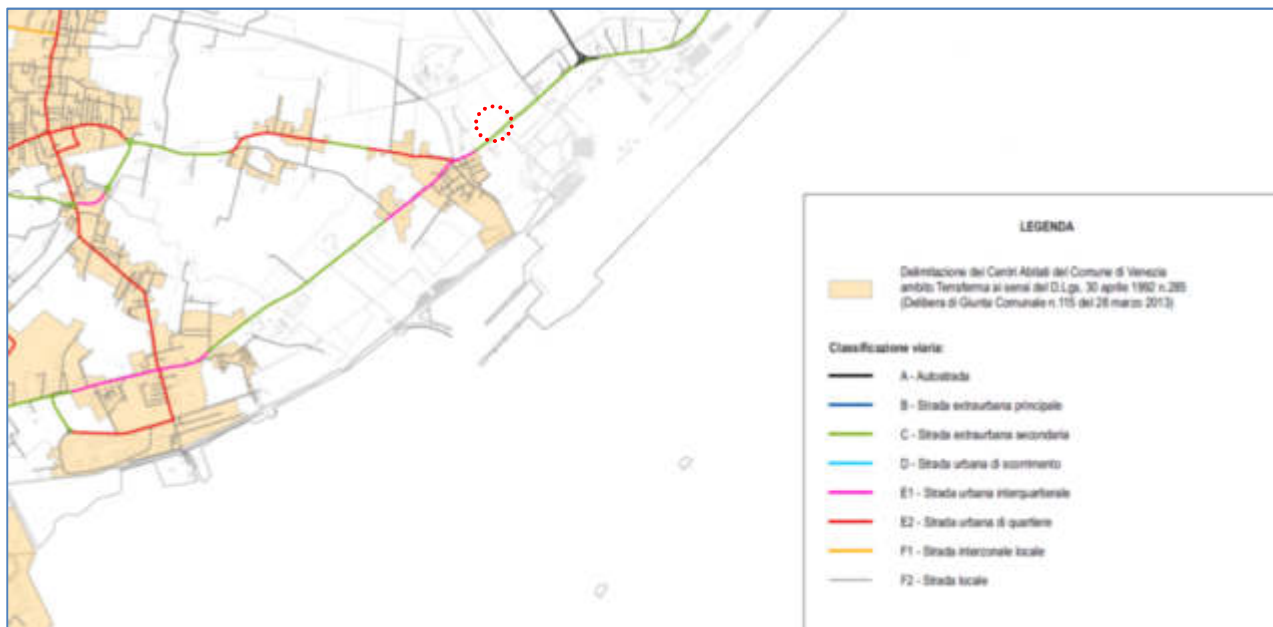 LEGENDA
Delimitazione dei Centri Abitati del Comune di Venezia
ambito Terraferma ai sensi del D.Lgs. 30 aprile 1992 n.285
(Delibera di Giunta Comunale n.115 del 28 marzo 2013)
Classificazione viaria:
A - Autostrada
B - Strada extraurbana principale
C - Strada extraurbana secondaria
D - Strada urbana di scorrimento
E1 - Strada urbana interquartierale
E2 - Strada urbana di quartiere
F1 - Strada interzonale locale
F2 - Strada locale